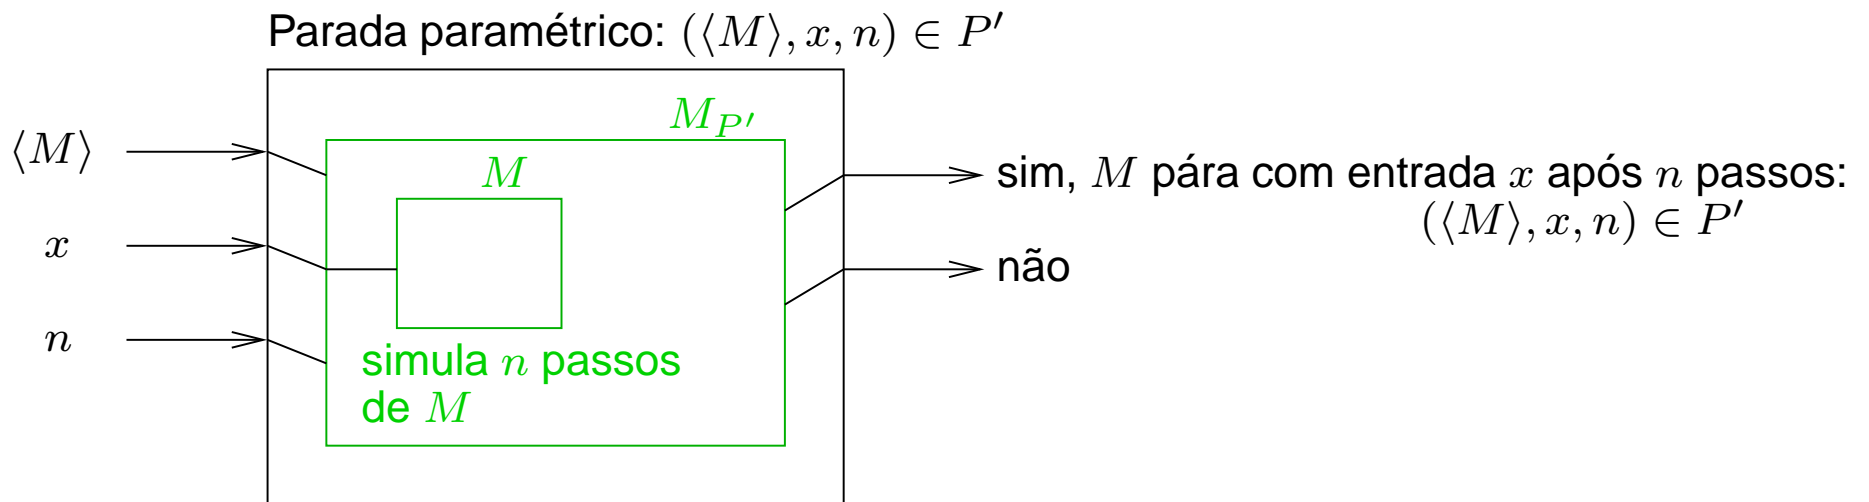 Parada paramétrico: (⟨M⟩, x, n) ∈ P′
M_{P′}
⟨M⟩
M
sim, M pára com entrada x após n passos:
(⟨M⟩, x, n) ∈ P′
x
não
n
simula n passos
de M